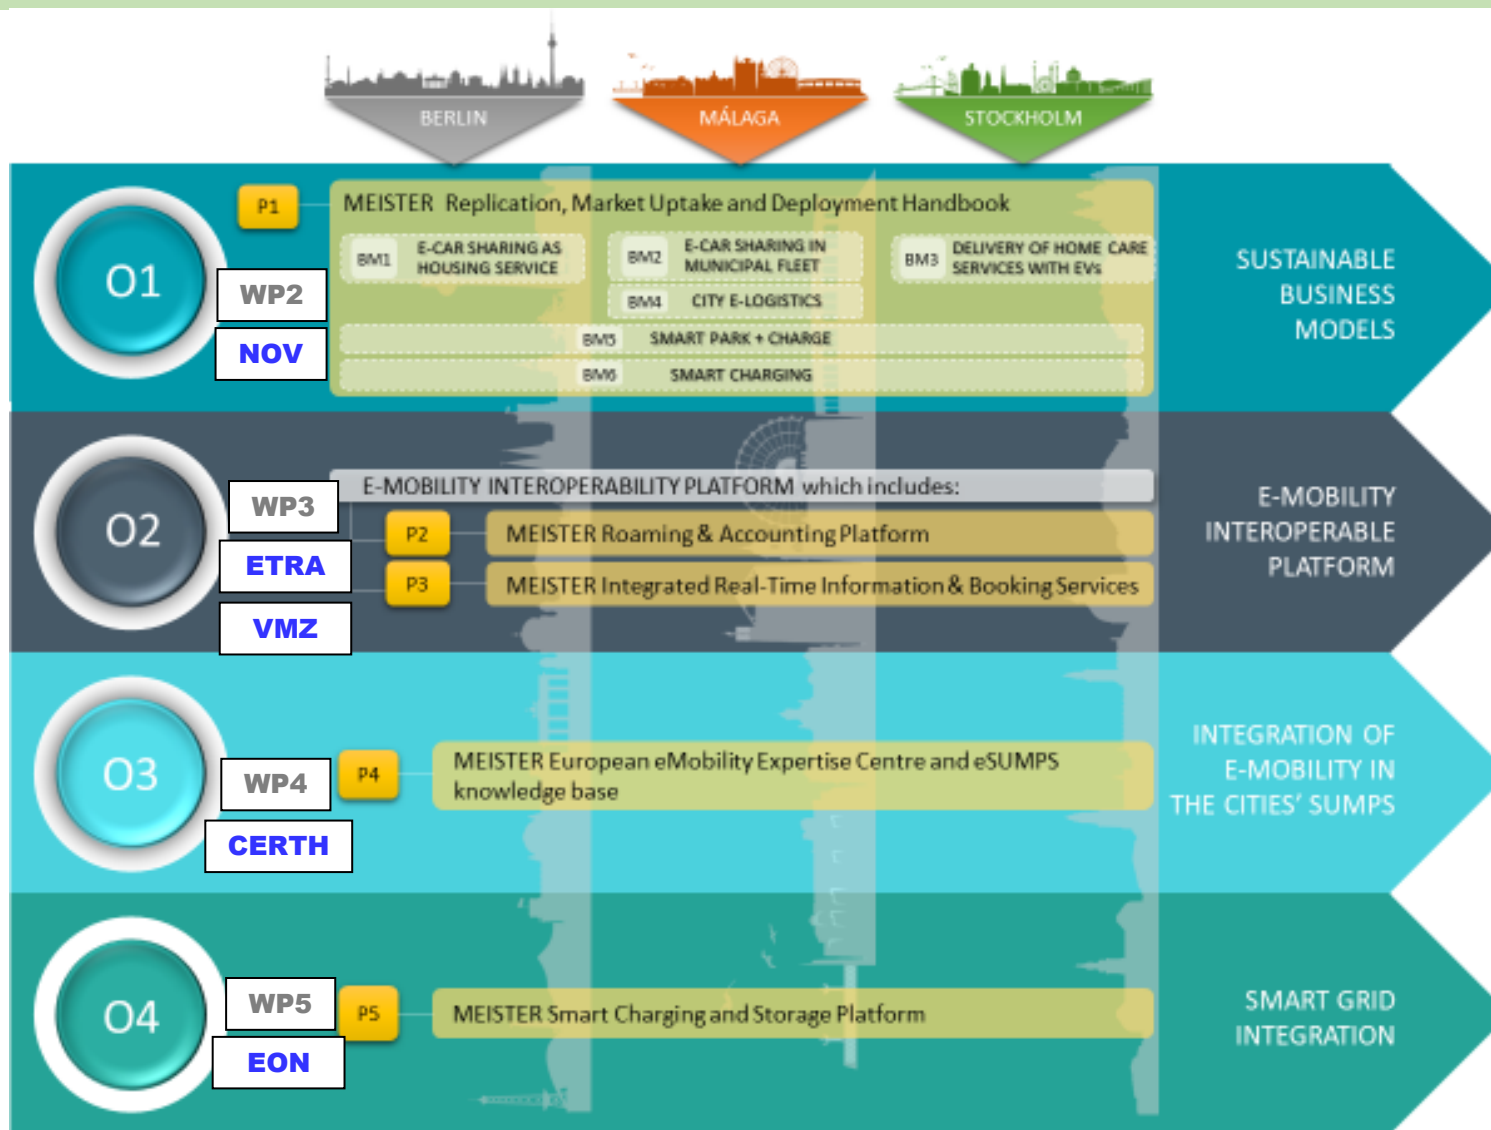 BERLIN
MÁLAGA
STOCKHOLM
O1
WP2
NOV
P1
MEISTER Replication, Market Uptake and Deployment Handbook
BM1
E-CAR SHARING AS
HOUSING SERVICE
BM2
E-CAR SHARING IN
MUNICIPAL FLEET
BM3
DELIVERY OF HOME CARE
SERVICES WITH EVs
BM4
CITY E-LOGISTICS
BM5
SMART PARK + CHARGE
BM6
SMART CHARGING
SUSTAINABLE
BUSINESS
MODELS
O2
WP3
ETRA
VMZ
E-MOBILITY INTEROPERABILITY PLATFORM which includes:
P2
MEISTER Roaming & Accounting Platform
P3
MEISTER Integrated Real-Time Information & Booking Services
E-MOBILITY
INTEROPERABLE
PLATFORM
O3
WP4
CERTH
P4
MEISTER European eMobility Expertise Centre and eSUMPS
knowledge base
INTEGRATION OF
E-MOBILITY IN
THE CITIES' SUMPS
O4
WP5
EON
P5
MEISTER Smart Charging and Storage Platform
SMART GRID
INTEGRATION